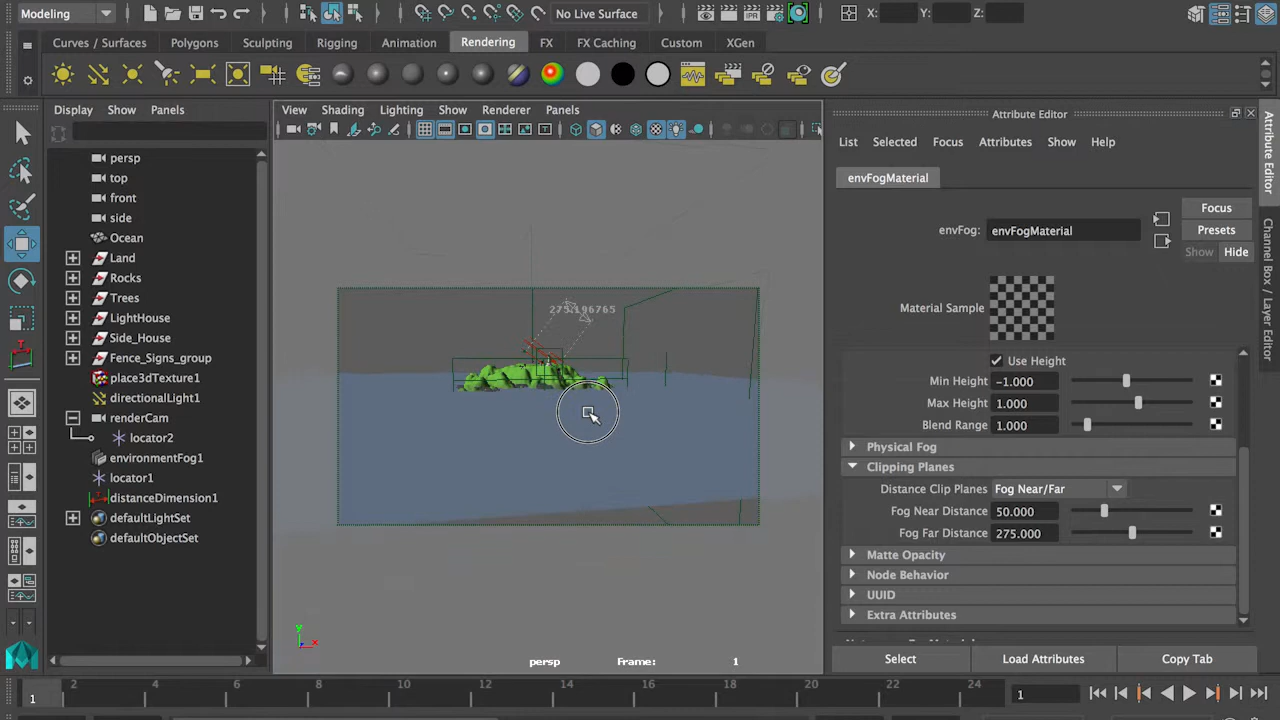 Modeling
No Live Surface
X:
Y:
Z:
Curves / Surfaces
Polygons
Sculpting
Rigging
Animation
Rendering
FX
FX Caching
Custom
XGen
IPR
Display
Show
Panels
View
Shading
Lighting
Show
Renderer
Panels
persp
top
front
side
Ocean
Land
Rocks
Trees
LightHouse
Side_House
Fence_Signs_group
place3dTexture1
directionalLight1
renderCam
locator2
environmentFog1
locator1
distanceDimension1
defaultLightSet
defaultObjectSet
275.196765
y
x
persp
Frame:
1
Attribute Editor
List
Selected
Attributes
Show
Help
envFogMaterial
envFog:
envFogMaterial
Focus
Presets
Show
Hide
Material Sample
Use Height
Min Height
-1.000
Max Height
1.000
Blend Range
1.000
Physical Fog
Clipping Planes
Distance Clip Planes
Fog Near/Far
Fog Near Distance
50.000
Fog Far Distance
275.000
Matte Opacity
Node Behavior
UUID
Extra Attributes
Select
Load Attributes
Copy Tab
Attribute Editor
Channel Box / Layer Editor
1
2
4
6
8
10
12
14
16
18
20
22
24
1